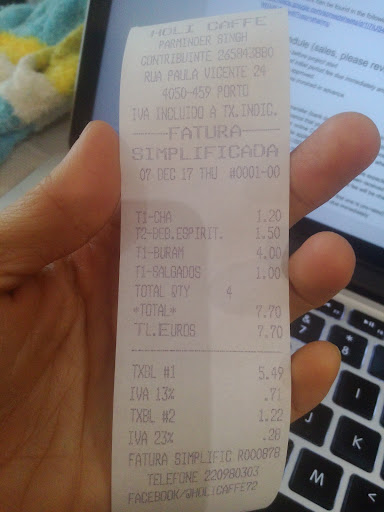 HOLI CAFFE
PARMINDER SINGH
CONTRIBUINTE 265843880
RUA PAULA VICENTE 24
4050-459 PORTO
IVA INCLUIDO A TX.INDIC.
FATURA
SIMPLIFICADA
07 DEC 17 THU #0001-00
T1-CHA 1.20
T2-BEB.ESPIRIT. 1.50
T1-BURAM 4.00
T1-SALGADOS 1.00
TOTAL QTY 4
*TOTAL* 7.70
TL.EUROS 7.70
TXBL #1 5.49
IVA 13% .71
TXBL #2 1.22
IVA 23% .28
FATURA SIMPLIFIC R000878
TELEFONE 220980303
FACEBOOK/@HOLICAFFE72
&
7
*
8
U
I
J
K
M